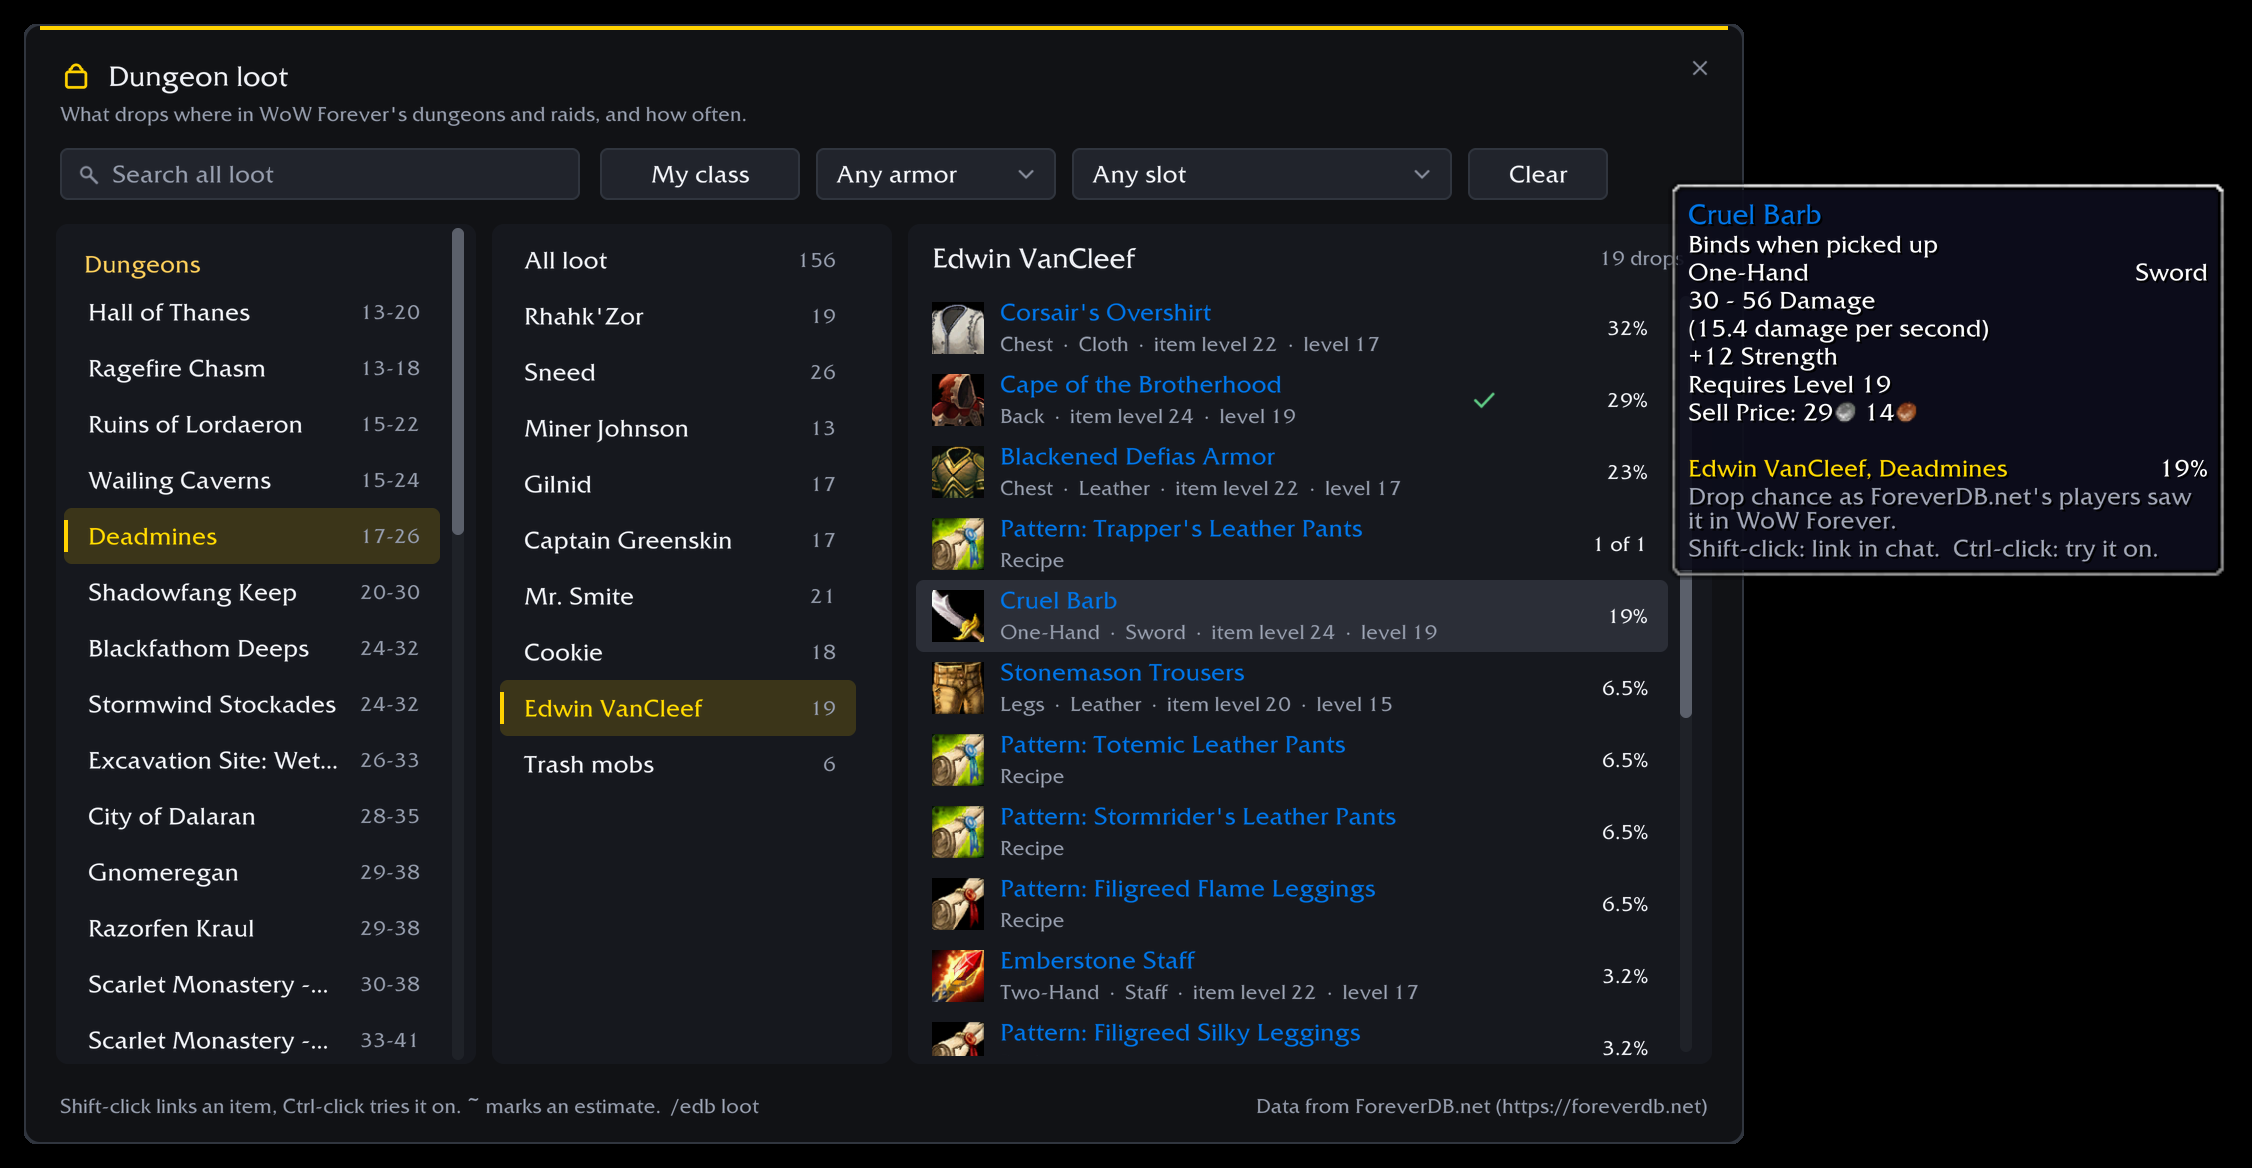 Dungeon loot
What drops where in WoW Forever's dungeons and raids, and how often.
Search all loot
My class
Any armor
Any slot
Clear
Dungeons
Hall of Thanes 13-20
Ragefire Chasm 13-18
Ruins of Lordaeron 15-22
Wailing Caverns 15-24
Deadmines 17-26
Shadowfang Keep 20-30
Blackfathom Deeps 24-32
Stormwind Stockades 24-32
Excavation Site: Wet... 26-33
City of Dalaran 28-35
Gnomeregan 29-38
Razorfen Kraul 29-38
Scarlet Monastery -... 30-38
Scarlet Monastery -... 33-41
All loot 156
Rhahk'Zor 19
Sneed 26
Miner Johnson 13
Gilnid 17
Captain Greenskin 17
Mr. Smite 21
Cookie 18
Edwin VanCleef 19
Trash mobs 6
Edwin VanCleef 19 drops
Corsair's Overshirt
Chest · Cloth · item level 22 · level 17
32%
Cape of the Brotherhood
Back · item level 24 · level 19
29%
Blackened Defias Armor
Chest · Leather · item level 22 · level 17
23%
Pattern: Trapper's Leather Pants
Recipe
1 of 1
Cruel Barb
One-Hand · Sword · item level 24 · level 19
19%
Stonemason Trousers
Legs · Leather · item level 20 · level 15
6.5%
Pattern: Totemic Leather Pants
Recipe
6.5%
Pattern: Stormrider's Leather Pants
Recipe
6.5%
Pattern: Filigreed Flame Leggings
Recipe
6.5%
Emberstone Staff
Two-Hand · Staff · item level 22 · level 17
3.2%
Pattern: Filigreed Silky Leggings
3.2%
Cruel Barb
Binds when picked up
One-Hand Sword
30 - 56 Damage
(15.4 damage per second)
+12 Strength
Requires Level 19
Sell Price: 29 14
Edwin VanCleef, Deadmines 19%
Drop chance as ForeverDB.net's players saw
it in WoW Forever.
Shift-click: link in chat. Ctrl-click: try it on.
Shift-click links an item, Ctrl-click tries it on. ~ marks an estimate. /edb loot
Data from ForeverDB.net (https://foreverdb.net)